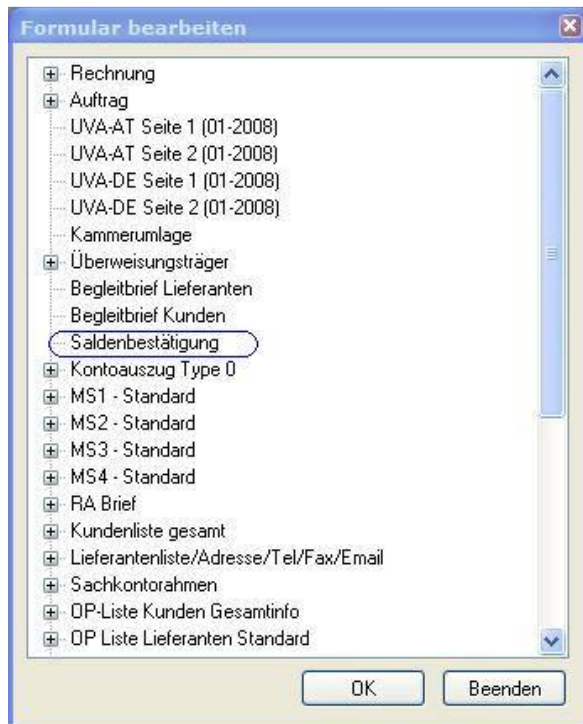 Formular bearbeiten
Rechnung
Auftrag
UVA-AT Seite 1 (01-2008)
UVA-AT Seite 2 (01-2008)
UVA-DE Seite 1 (01-2008)
UVA-DE Seite 2 (01-2008)
Kammerumlage
Überweisungsträger
Begleitbrief Lieferanten
Begleitbrief Kunden
Saldenbestätigung
Kontoauszug Type 0
MS1 - Standard
MS2 - Standard
MS3 - Standard
MS4 - Standard
RA Brief
Kundenliste gesamt
Lieferantenliste/Adresse/Tel/Fax/Email
Sachkontorahmen
OP-Liste Kunden Gesamtinfo
OP Liste Lieferanten Standard
OK Beenden